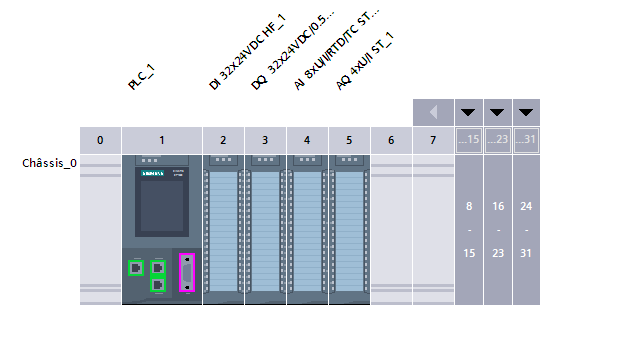 PLC_1
DI 32x24VDC HF_1
DQ 32x24VDC/0.5...
AI 8xU/I/RTD/TC ST...
AQ 4xU/I ST_1
...15 ...23 ...31
0 1 2 3 4 5 6 7
Châssis_0
SIEMENS
8 16 24
- - -
15 23 31